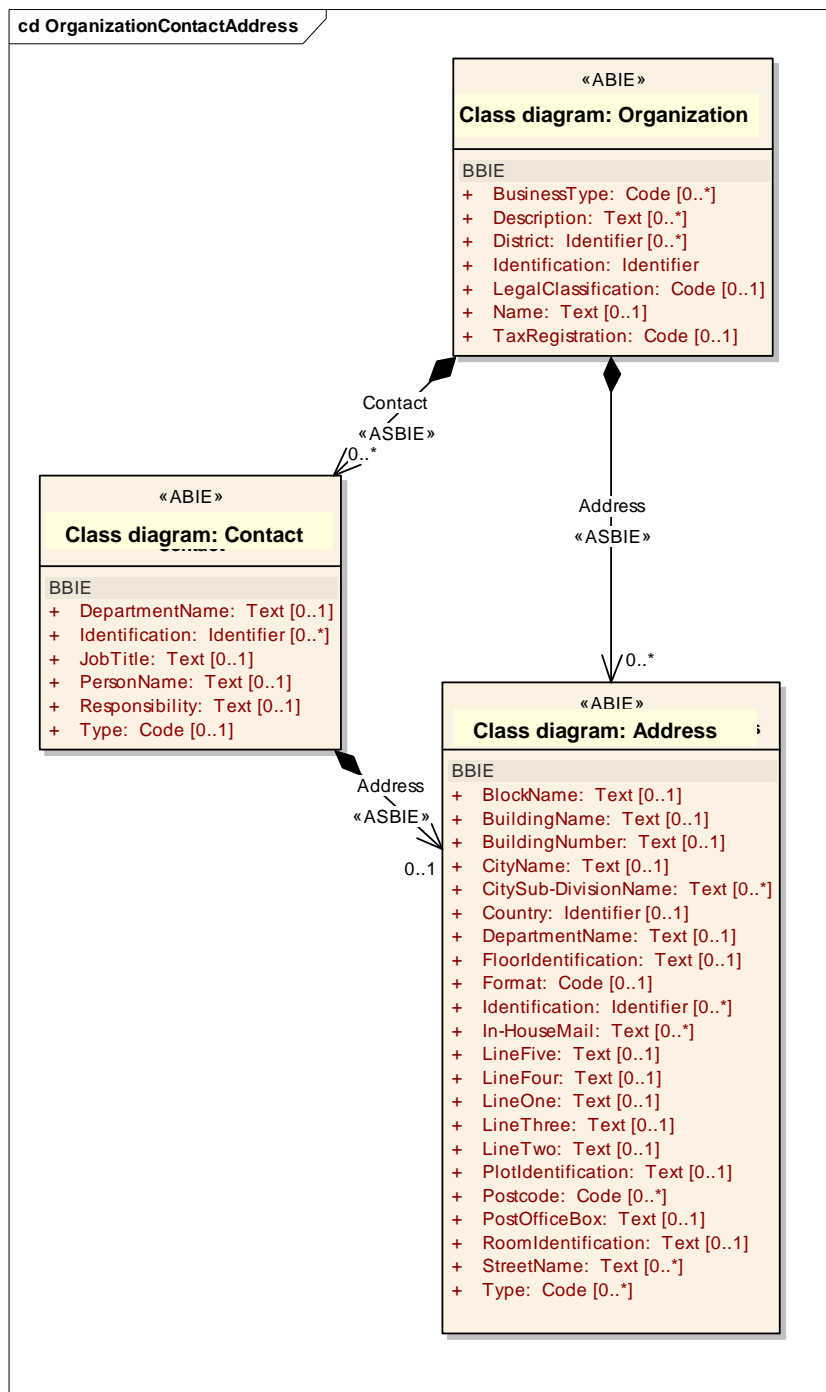 cd OrganizationContactAddress
«ABIE»
Class diagram: Organization
BBIE
+ BusinessType: Code [0..*]
+ Description: Text [0..*]
+ District: Identifier [0..*]
+ Identification: Identifier
+ LegalClassification: Code [0..1]
+ Name: Text [0..1]
+ TaxRegistration: Code [0..1]
Contact
«ASBIE»
0..*
«ABIE»
Class diagram: Contact
BBIE
+ DepartmentName: Text [0..1]
+ Identification: Identifier [0..*]
+ JobTitle: Text [0..1]
+ PersonName: Text [0..1]
+ Responsibility: Text [0..1]
+ Type: Code [0..1]
Address
«ASBIE»
0..*
Address
«ASBIE»
0..1
«ABIE»
Class diagram: Address
BBIE
+ BlockName: Text [0..1]
+ BuildingName: Text [0..1]
+ BuildingNumber: Text [0..1]
+ CityName: Text [0..1]
+ CitySub-DivisionName: Text [0..*]
+ Country: Identifier [0..1]
+ DepartmentName: Text [0..1]
+ FloorIdentification: Text [0..1]
+ Format: Code [0..1]
+ Identification: Identifier [0..*]
+ In-HouseMail: Text [0..*]
+ LineFive: Text [0..1]
+ LineFour: Text [0..1]
+ LineOne: Text [0..1]
+ LineThree: Text [0..1]
+ LineTwo: Text [0..1]
+ PlotIdentification: Text [0..1]
+ Postcode: Code [0..*]
+ PostOfficeBox: Text [0..1]
+ RoomIdentification: Text [0..1]
+ StreetName: Text [0..*]
+ Type: Code [0..*]